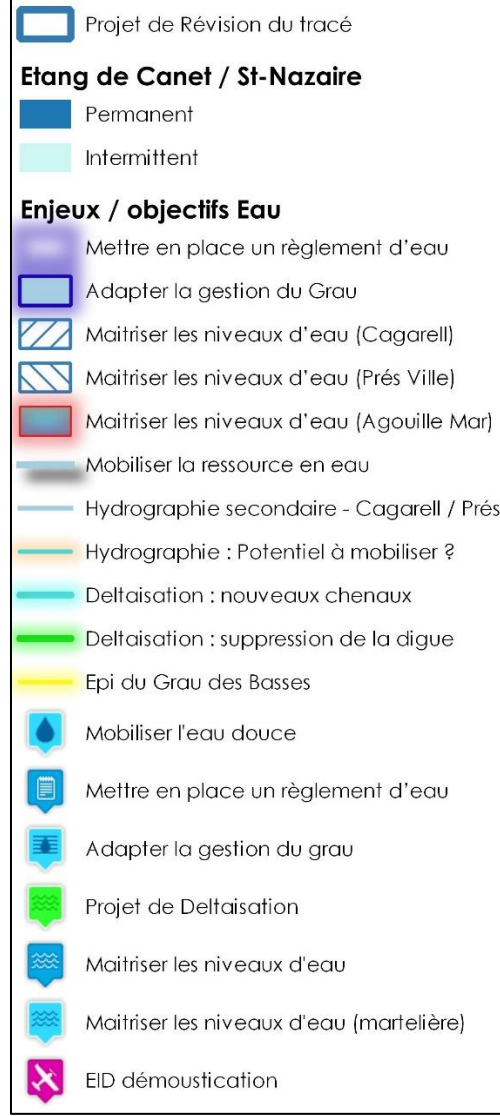 Projet de Révision du tracé
Etang de Canet / St-Nazaire
Permanent
Intermittent
Enjeux / objectifs Eau
Mettre en place un règlement d'eau
Adapter la gestion du Grau
Maitriser les niveaux d'eau (Cagarell)
Maitriser les niveaux d'eau (Prés Ville)
Maitriser les niveaux d'eau (Agouille Mar)
Mobiliser la ressource en eau
Hydrographie secondaire - Cagarell / Prés
Hydrographie : Potentiel à mobiliser ?
Deltaisation : nouveaux chenaux
Deltaisation : suppression de la digue
Epi du Grau des Basses
Mobiliser l'eau douce
Mettre en place un règlement d'eau
Adapter la gestion du grau
Projet de Deltaisation
Maitriser les niveaux d'eau
Maitriser les niveaux d'eau (martelière)
EID démoustication